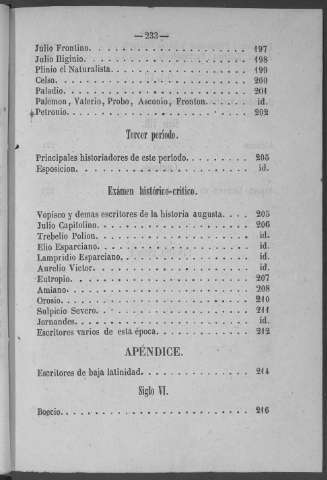 — 233 —
Julio Frontino. . . . . . . . . . . . . . . . . . 197
Julio Higinio. . . . . . . . . . . . . . . . . . 198
Plinio el Naturalista. . . . . . . . . . . . . . . 199
Celso. . . . . . . . . . . . . . . . . . . . . . 200
Paladio. . . . . . . . . . . . . . . . . . . . . 201
Palemon, Valerio, Probo, Asconio, Fronton. . . . . . id.
Petronio. . . . . . . . . . . . . . . . . . . . 202
Tercer periodo.
Principales historiadores de este periodo. . . . . . . 205
Esposicion. . . . . . . . . . . . . . . . . . . . id.
Exámen histórico-crítico.
Vopisco y demas escritores de la historia augusta. . . . 205
Julio Capitolino. . . . . . . . . . . . . . . . . 206
Trebelio Polion. . . . . . . . . . . . . . . . . id.
Elio Esparciano. . . . . . . . . . . . . . . . . id.
Lampridio Esparciano. . . . . . . . . . . . . . . id.
Aurelio Victor. . . . . . . . . . . . . . . . . . id.
Eutropio. . . . . . . . . . . . . . . . . . . . 207
Amiano. . . . . . . . . . . . . . . . . . . . . 208
Orosio. . . . . . . . . . . . . . . . . . . . . 210
Sulpicio Severo. . . . . . . . . . . . . . . . . 211
Jornandes. . . . . . . . . . . . . . . . . . . . id.
Escritores varios de esta época. . . . . . . . . . . 212
APÉNDICE.
Escritores de baja latinidad. . . . . . . . . . . . . 214
Siglo VI.
Boecio. . . . . . . . . . . . . . . . . . . . . 216